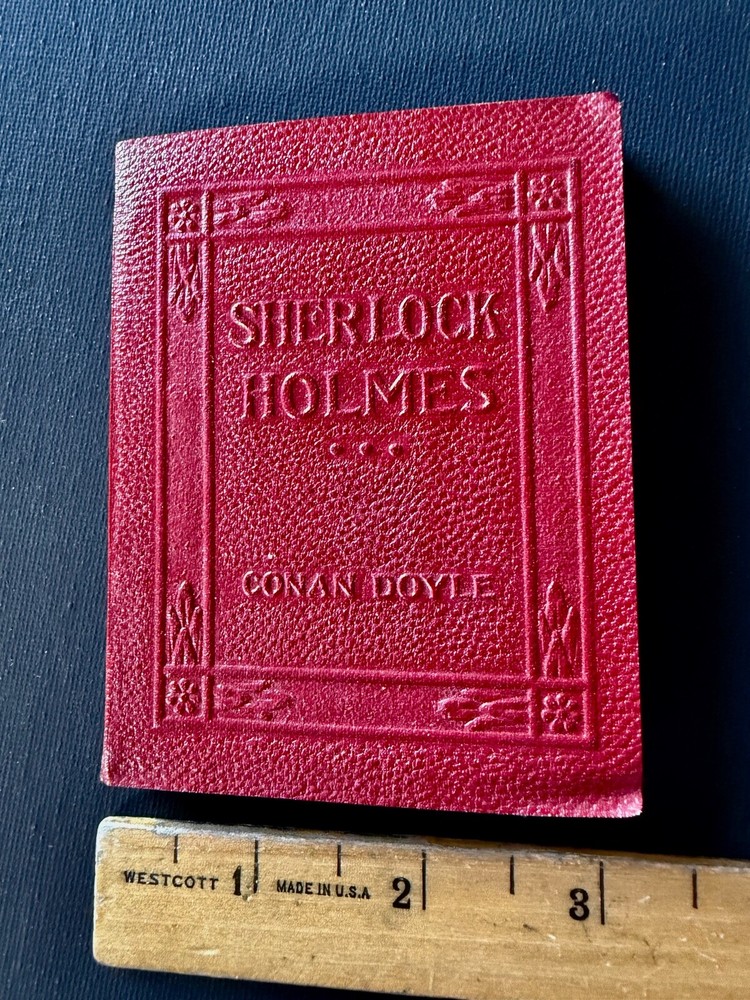 SHERLOCK
HOLMES
CONAN DOYLE
WESTCOTT 1 MADE IN U.S.A 2 3